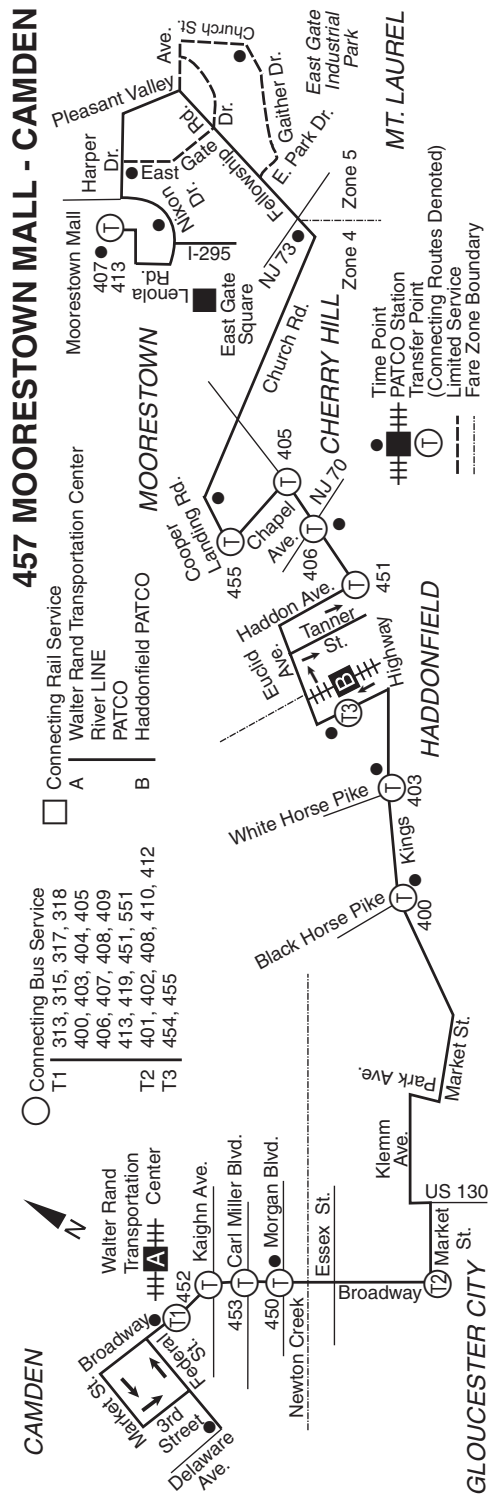 457 MOORESTOWN MALL - CAMDEN
Connecting Bus Service
T1 313, 315, 317, 318
400, 403, 404, 405
406, 407, 408, 409
413, 419, 451, 551
T2 401, 402, 408, 410, 412
T3 454, 455
Connecting Rail Service
A Walter Rand Transportation Center
River LINE
PATCO
B Haddonfield PATCO
N
CAMDEN
Walter Rand
Transportation
Center
A
Broadway
Market St.
Federal
St.
3rd
Street
Delaware
Ave.
T1
452
T
Kaighn Ave.
453
T
Carl Miller Blvd.
450
T
Morgan Blvd.
Newton Creek
Essex St.
Broadway
T2
Market
St.
US 130
GLOUCESTER CITY
Klemm
Ave.
Park Ave.
Market St.
Black Horse Pike
T
400
Kings
White Horse Pike
T
403
Highway
HADDONFIELD
T3
B
Euclid
Ave.
Tanner
St.
Haddon Ave.
T
451
406
T
NJ 70
Chapel
Ave.
T
405
455
T
Cooper
Landing Rd.
CHERRY HILL
MOORESTOWN
Church Rd.
NJ 73
Zone 4
Zone 5
Fellowship
Rd.
E. Park Dr.
Gaither Dr.
Church St.
East Gate
Industrial
Park
MT. LAUREL
Pleasant Valley
Ave.
Harper
Dr.
East Gate
Dr.
Nixon
Dr.
I-295
Lenola
Rd.
East Gate
Square
Moorestown Mall
407
413
T
Time Point
PATCO Station
T
Transfer Point
(Connecting Routes Denoted)
Limited Service
Fare Zone Boundary